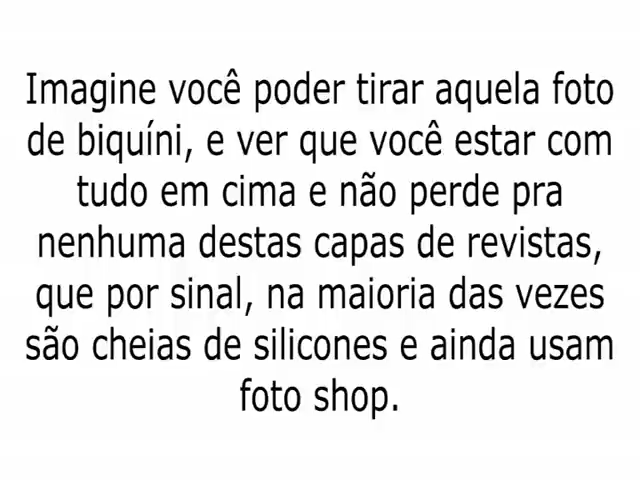 Imagine você poder tirar aquela foto
de biquíni, e ver que você estar com
tudo em cima e não perde pra
nenhuma destas capas de revistas,
que por sinal, na maioria das vezes
são cheias de silicones e ainda usam
foto shop.